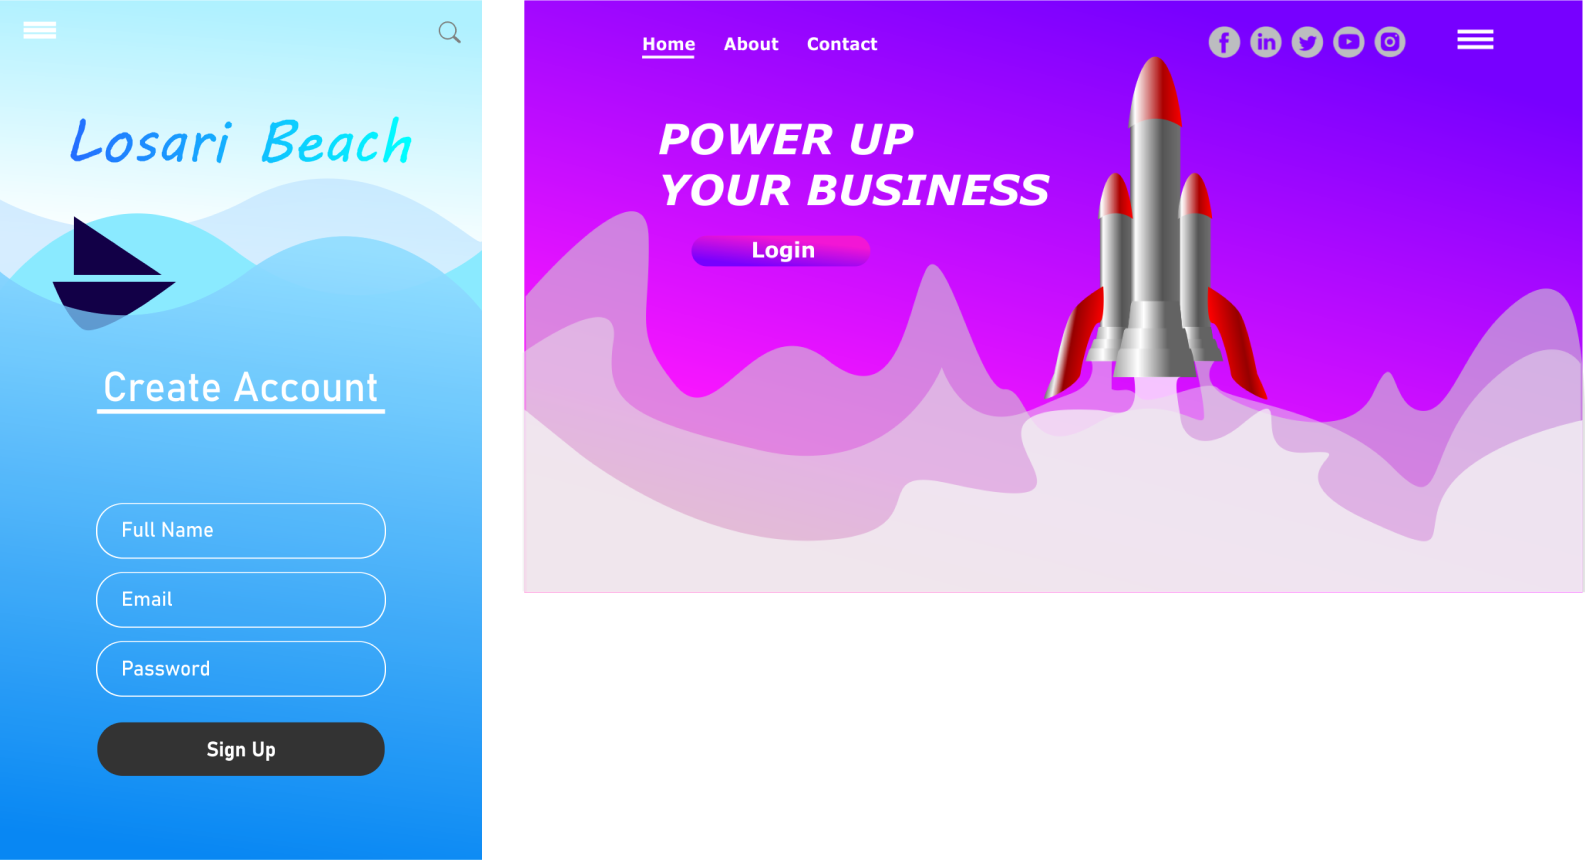 Losari Beach
Create Account
Full Name
Email
Password
Sign Up
Home About Contact
POWER UP
YOUR BUSINESS
Login